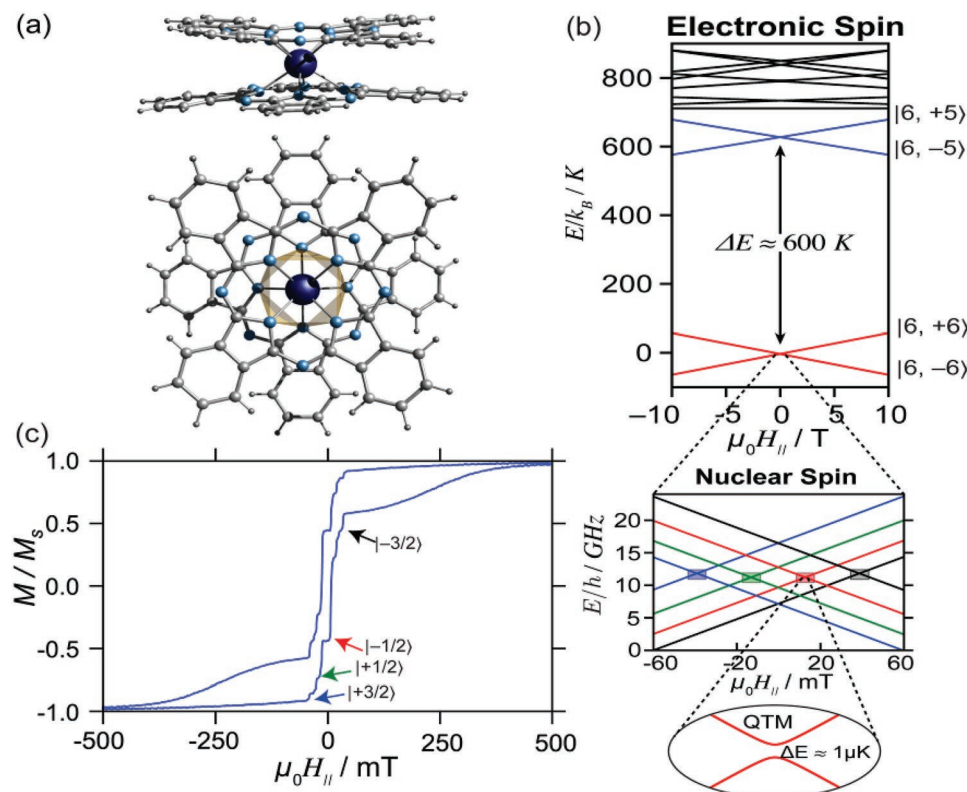 (a)
(b)
Electronic Spin
800
600
400
200
0
E/k_B / K
|6, +5⟩
|6, −5⟩
ΔE ≈ 600 K
|6, +6⟩
|6, −6⟩
−10 −5 0 5 10
μ₀H_∕∕ / T
(c)
1.0
0.5
0.0
-0.5
-1.0
M / M_s
|−3/2⟩
|−1/2⟩
|+1/2⟩
|+3/2⟩
-500 -250 0 250 500
μ₀H_∕∕ / mT
Nuclear Spin
20
15
10
5
0
E/h / GHz
-60 -20 20 60
μ₀H_∕∕ / mT
QTM
ΔE ≈ 1μK